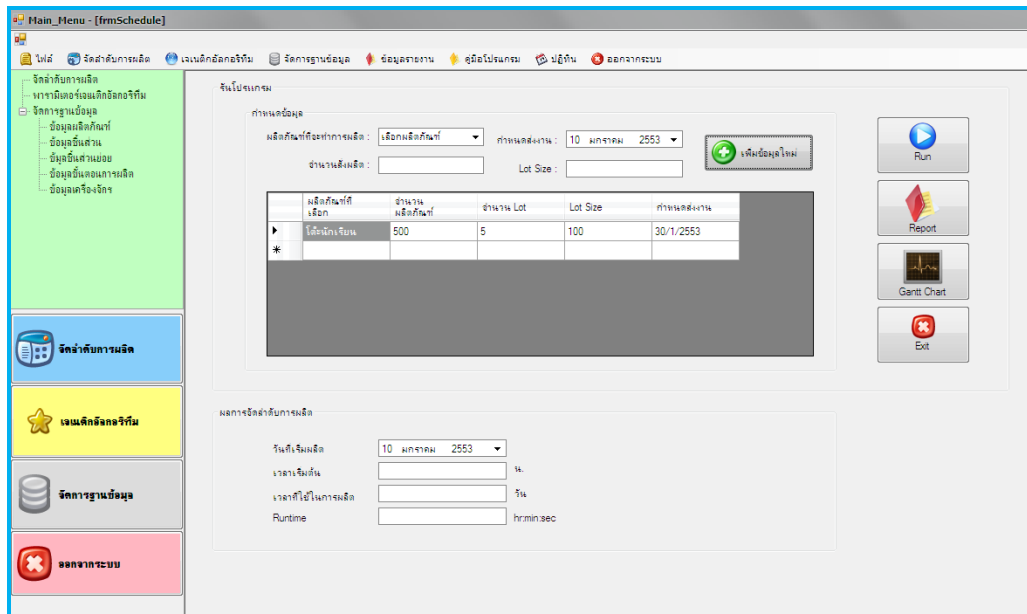 Main_Menu - [frmSchedule]
ไฟล์ จัดลำดับการผลิต เจเนติกอัลกอริทึม จัดการฐานข้อมูล ข้อมูลรายงาน คู่มือโปรแกรม ปฏิทิน ออกจากระบบ
จัดลำดับการผลิต
พารามิเตอร์เจเนติกอัลกอริทึม
จัดการฐานข้อมูล
ข้อมูลผลิตภัณฑ์
ข้อมูลชิ้นส่วน
ข้มูลชิ้นส่วนย่อย
ข้อมูลขั้นตอนการผลิต
ข้อมูลเครื่องจักร
จัดลำดับการผลิต
เจเนติกอัลกอริทึม
จัดการฐานข้อมูล
ออกจากระบบ
รันโปรแกรม
กำหนดข้อมูล
ผลิตภัณฑ์ที่จะทำการผลิต : เลือกผลิตภัณฑ์ กำหนดส่งงาน : 10 มกราคม 2553
จำนวนสั่งผลิต : Lot Size :
เพิ่มข้อมูลใหม่
ผลิตภัณฑ์ที่เลือก จำนวนผลิตภัณฑ์ จำนวน Lot Lot Size กำหนดส่งงาน
โต๊ะนักเรียน 500 5 100 30/1/2553
Run
Report
Gantt Chart
Exit
ผลการจัดลำดับการผลิต
วันที่เริ่มผลิต 10 มกราคม 2553
เวลาเริ่มต้น น.
เวลาที่ใช้ในการผลิต วัน
Runtime hr:min:sec